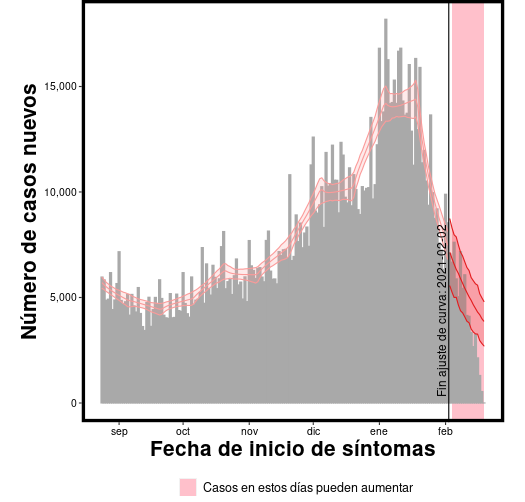 Número de casos nuevos
15,000
10,000
5,000
0
Fin ajuste de curva: 2021-02-02
sep oct nov dic ene feb
Fecha de inicio de síntomas
Casos en estos días pueden aumentar